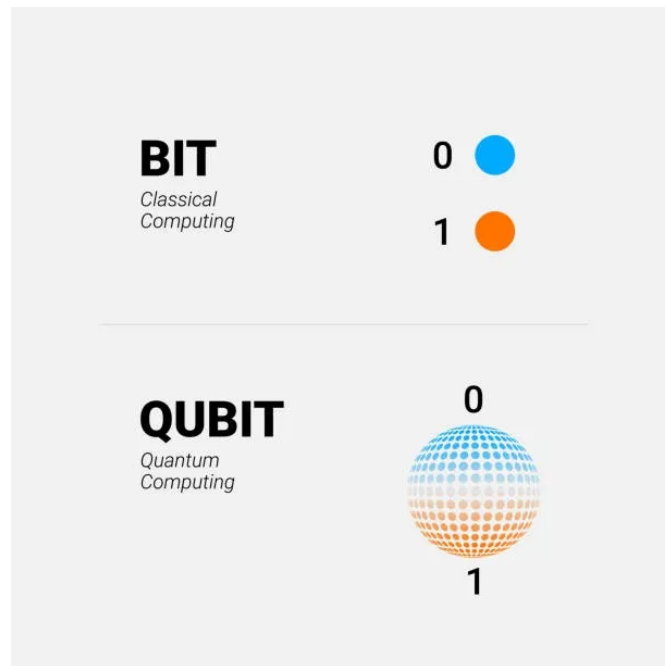 BIT
Classical
Computing
0
1
QUBIT
Quantum
Computing
0
1